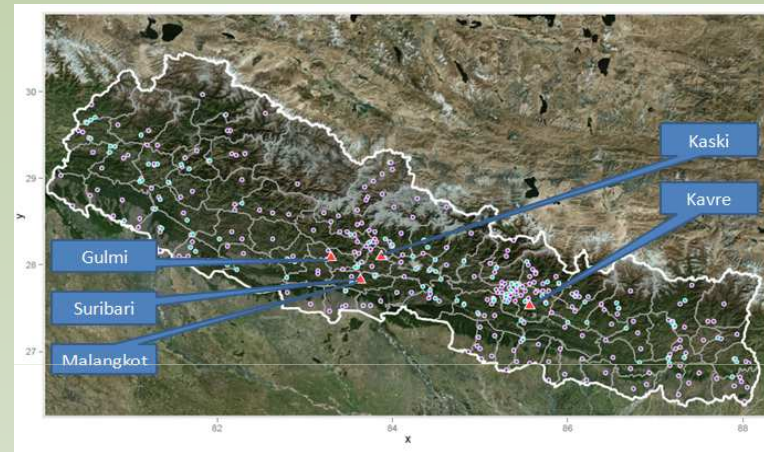 30
29
28
27
y
82
84
86
88
x
Kaski
Kavre
Gulmi
Suribari
Malangkot